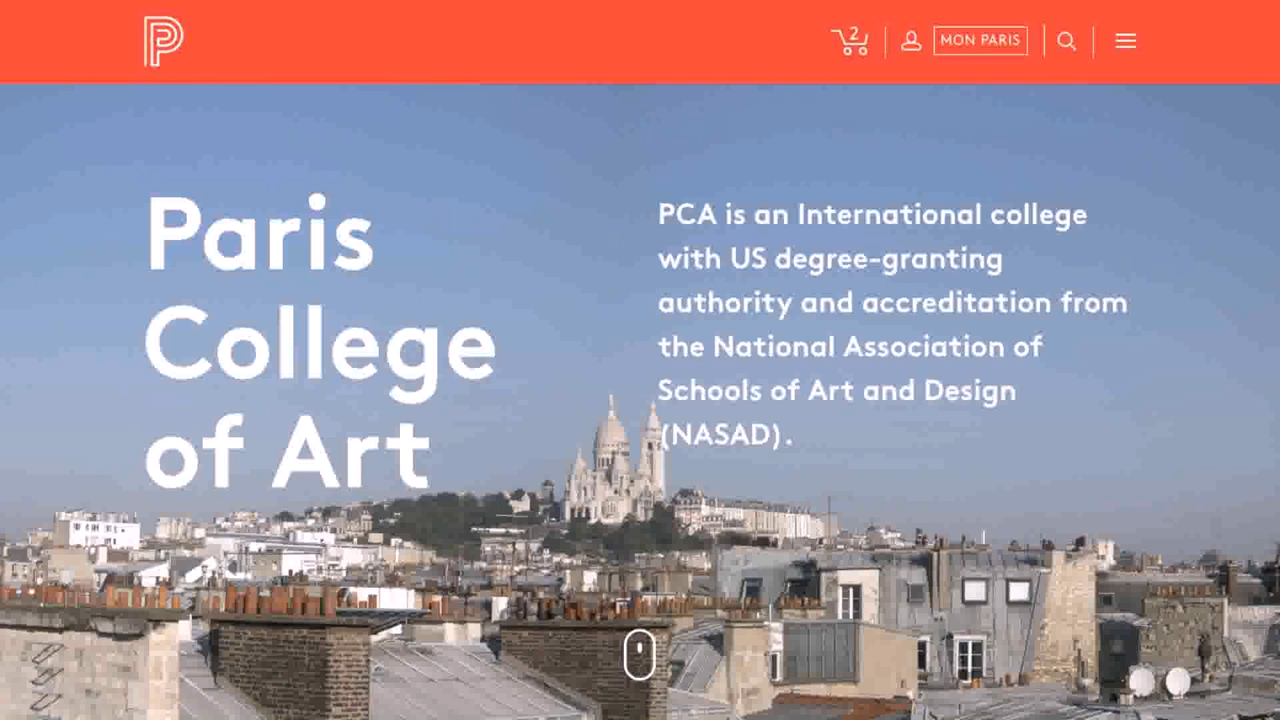 P
2
MON PARIS
Paris
College
of Art
PCA is an International college
with US degree-granting
authority and accreditation from
the National Association of
Schools of Art and Design
(NASAD).